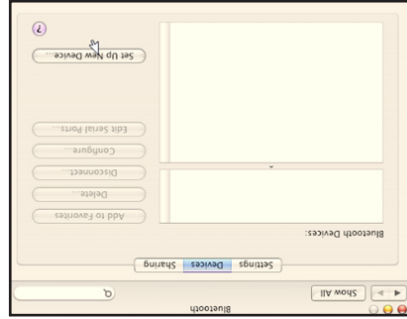 Bluetooth
Show All
Settings Devices Sharing
Bluetooth Devices:
Add to Favorites
Delete
Disconnect...
Configure
Edit Serial Ports...
Set Up New Device ...
?